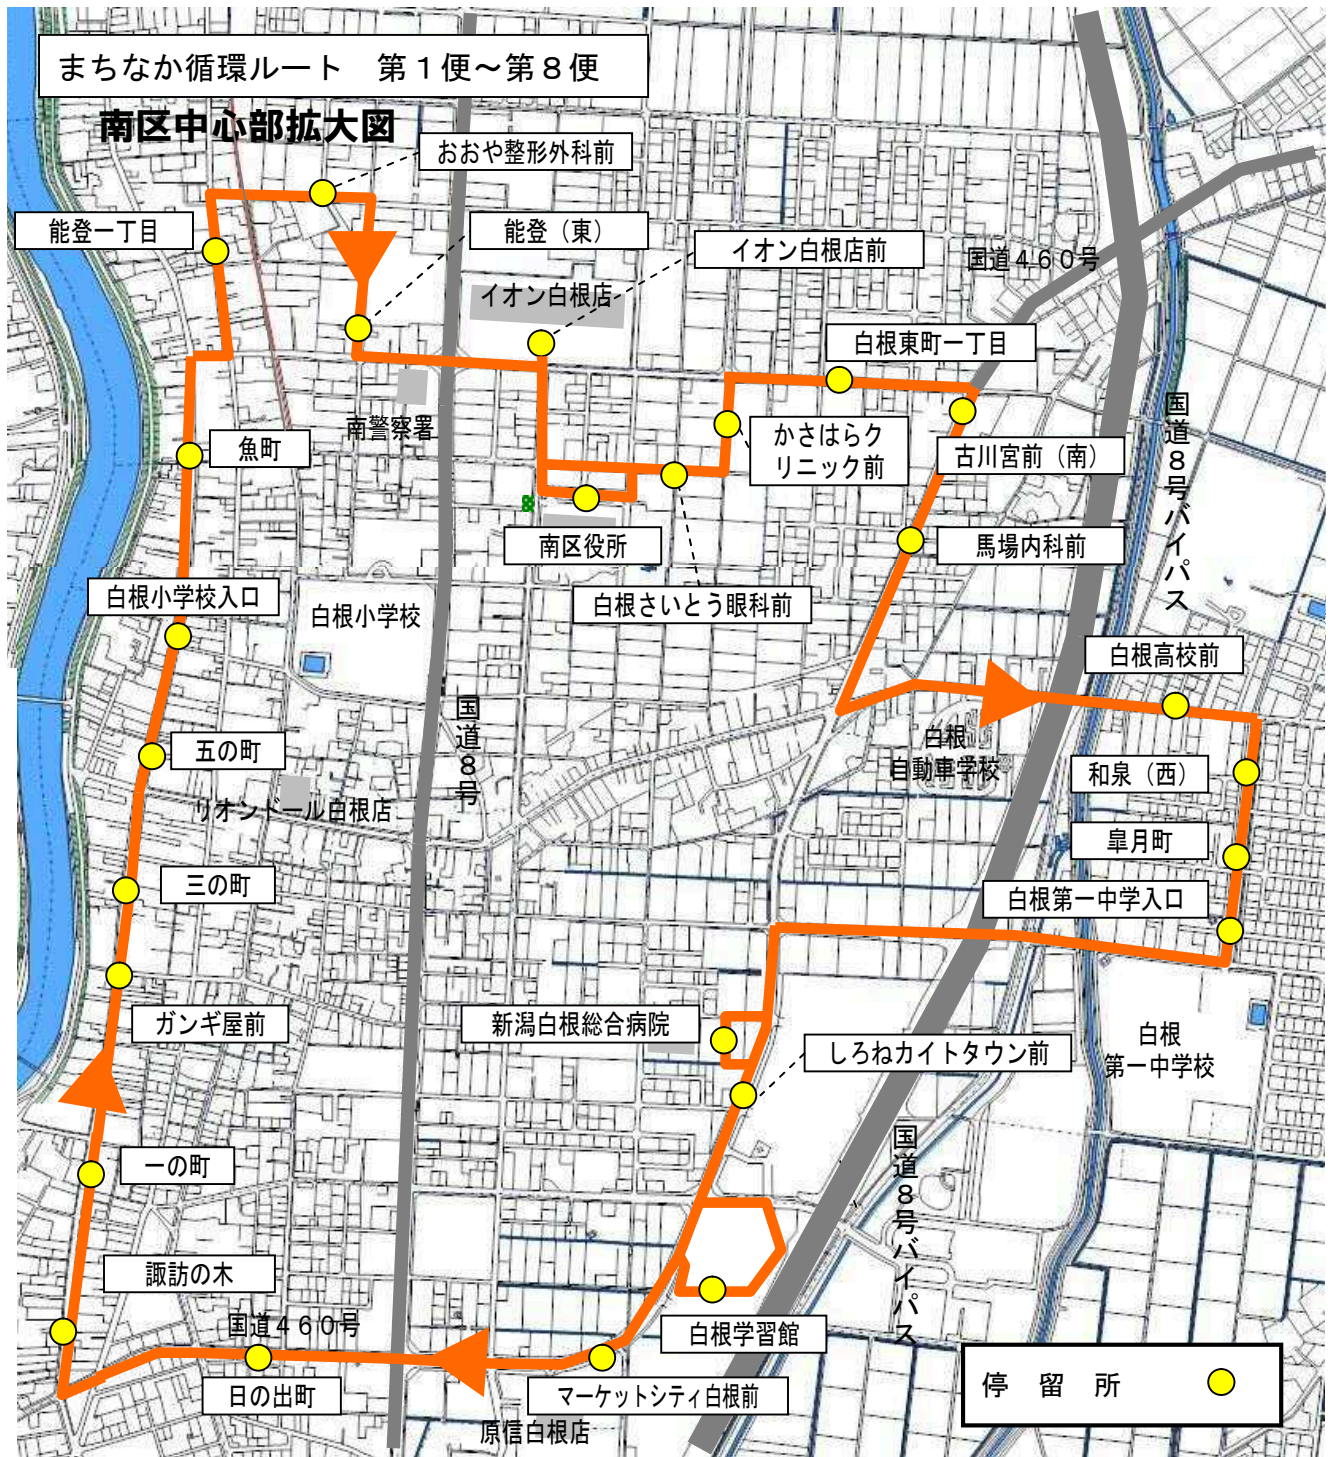 まちなか循環ルート　第１便～第８便
南区中心部拡大図
おおや整形外科前
能登一丁目
能登（東）
イオン白根店前
国道４６０号
イオン白根店
白根東町一丁目
南警察署
魚町
かさはらク
リニック前
古川宮前（南）
国道８号バイパス
南区役所
馬場内科前
白根小学校入口
白根小学校
白根さいとう眼科前
白根高校前
国道８号
五の町
白根
自動車学校
和泉（西）
リオンドール白根店
皐月町
三の町
白根第一中学入口
ガンギ屋前
新潟白根総合病院
しろねカイトタウン前
白根
第一中学校
一の町
国道８号バイパス
諏訪の木
国道４６０号
白根学習館
日の出町
マーケットシティ白根前
原信白根店
停　留　所